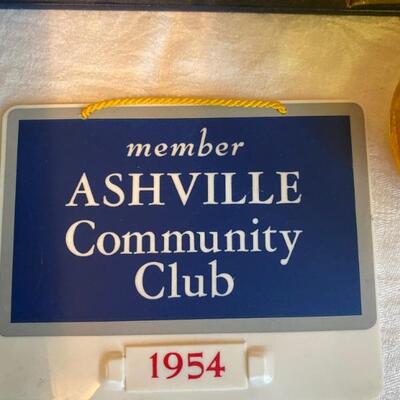 member
ASHVILLE
Community
Club
1954